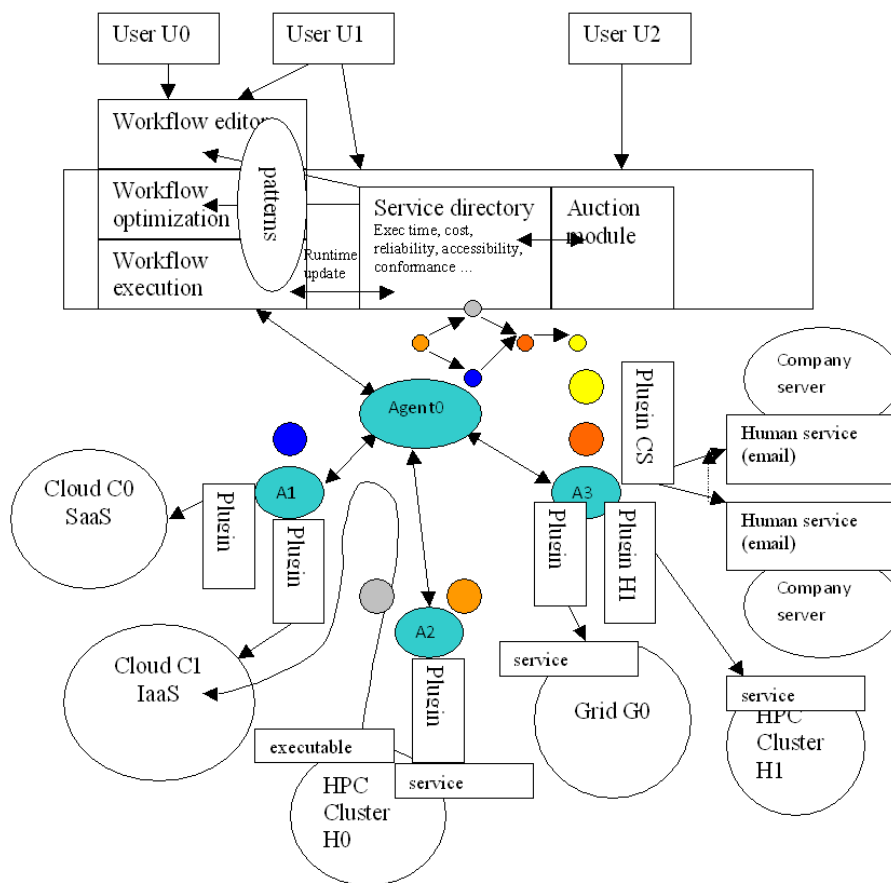 User U0
User U1
User U2
Workflow editor
patterns
Workflow
optimization
Workflow
execution
Runtime
update
Service directory
Exec time, cost,
reliability, accessibility,
conformance ...
Auction
module
Agent0
Plugin CS
Company
server
Human service
(email)
Human service
(email)
Company
server
Cloud C0
SaaS
A1
Plugin
Plugin
A3
Plugin
Plugin H1
A2
Plugin
Cloud C1
IaaS
executable
service
HPC
Cluster
H0
service
Grid G0
service
HPC
Cluster
H1